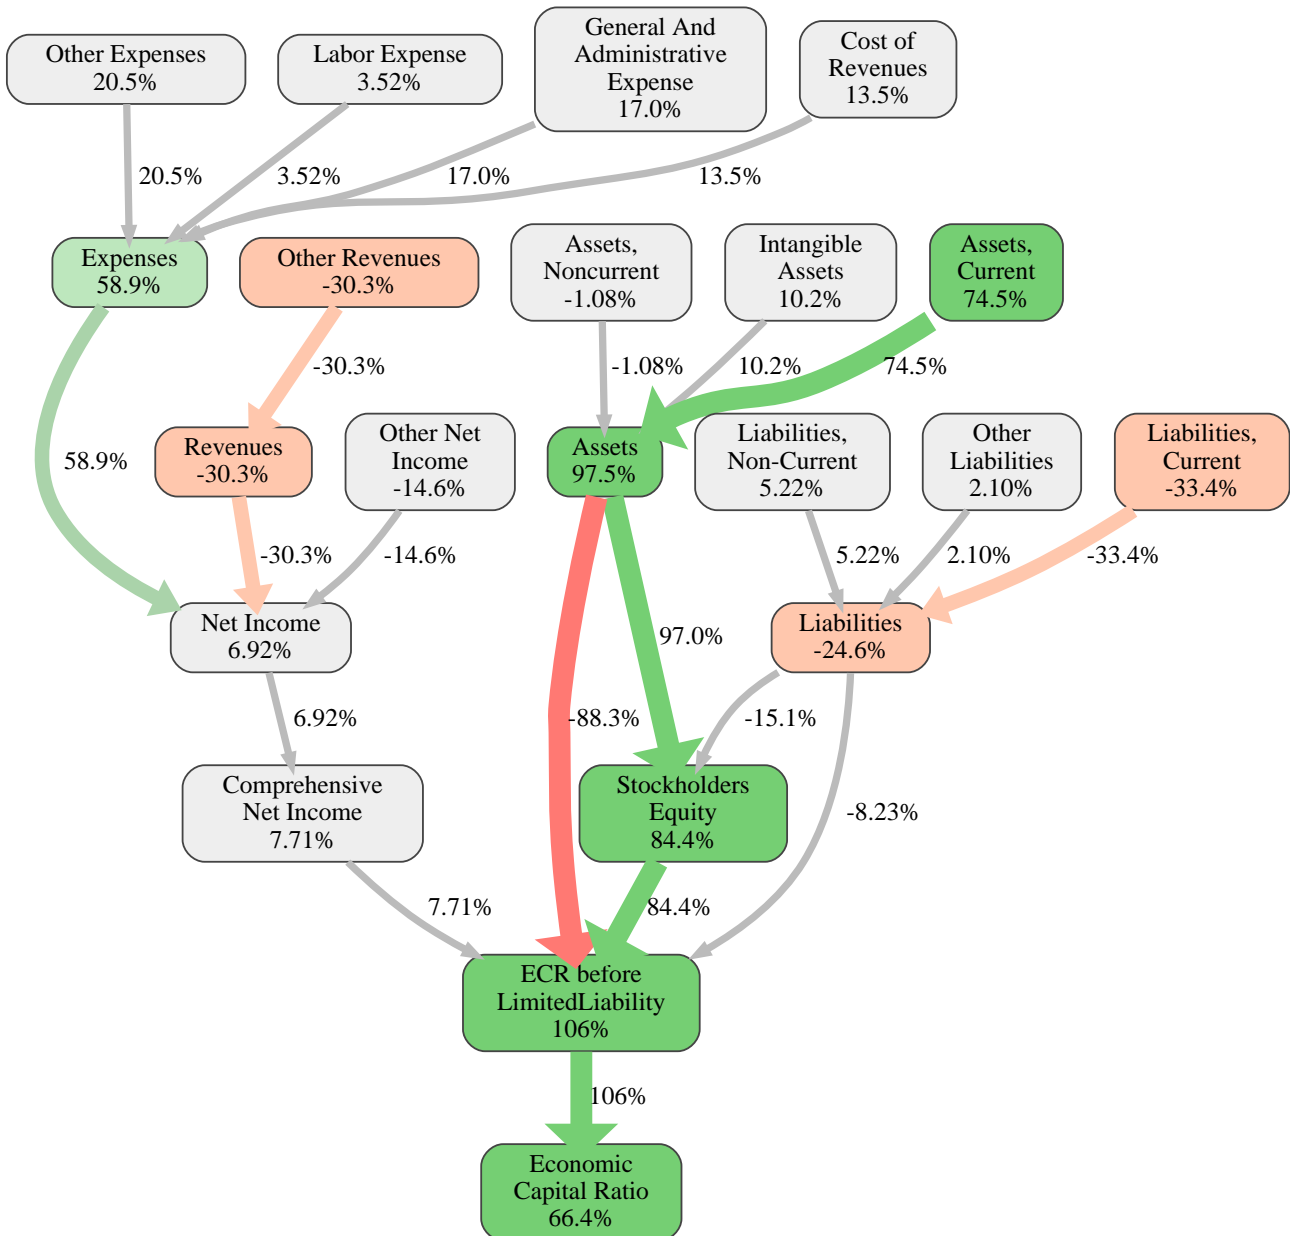 Other Expenses
20.5%
Labor Expense
3.52%
General And
Administrative
Expense
17.0%
Cost of
Revenues
13.5%
20.5%
3.52%
17.0%
13.5%
Expenses
58.9%
Other Revenues
-30.3%
Assets,
Noncurrent
-1.08%
Intangible
Assets
10.2%
Assets,
Current
74.5%
-30.3%
-1.08%
10.2%
74.5%
Revenues
-30.3%
Other Net
Income
-14.6%
Assets
97.5%
Liabilities,
Non-Current
5.22%
Other
Liabilities
2.10%
Liabilities,
Current
-33.4%
58.9%
-30.3%
-14.6%
5.22%
2.10%
-33.4%
Net Income
6.92%
97.0%
Liabilities
-24.6%
6.92%
-88.3%
-15.1%
Comprehensive
Net Income
7.71%
Stockholders
Equity
84.4%
-8.23%
7.71%
84.4%
ECR before
LimitedLiability
106%
106%
Economic
Capital Ratio
66.4%